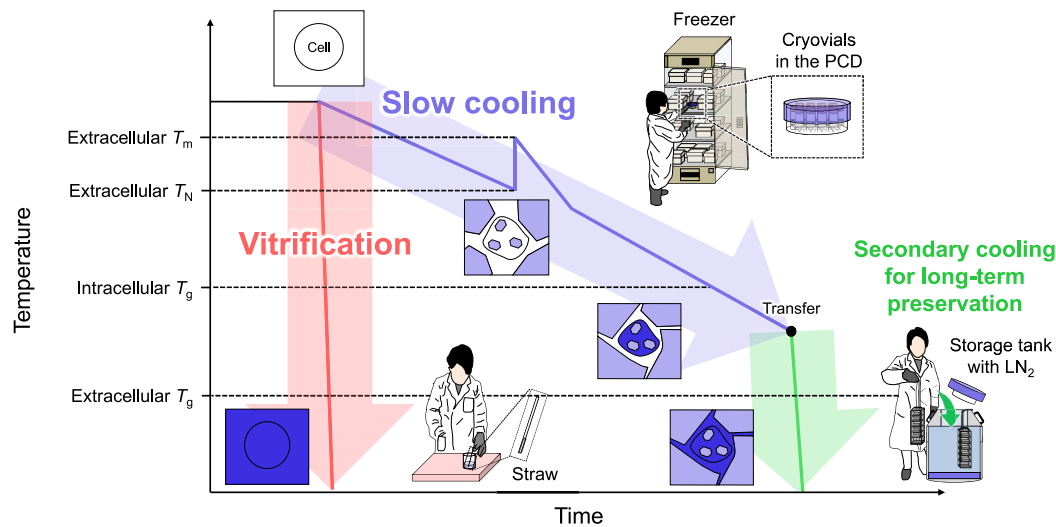 Cell
Freezer
Cryovials
in the PCD
Slow cooling
Extracellular Tm
Extracellular TN
Vitrification
Secondary cooling
for long-term
preservation
Intracellular Tg
Transfer
Storage tank
with LN2
Extracellular Tg
Straw
Temperature
Time